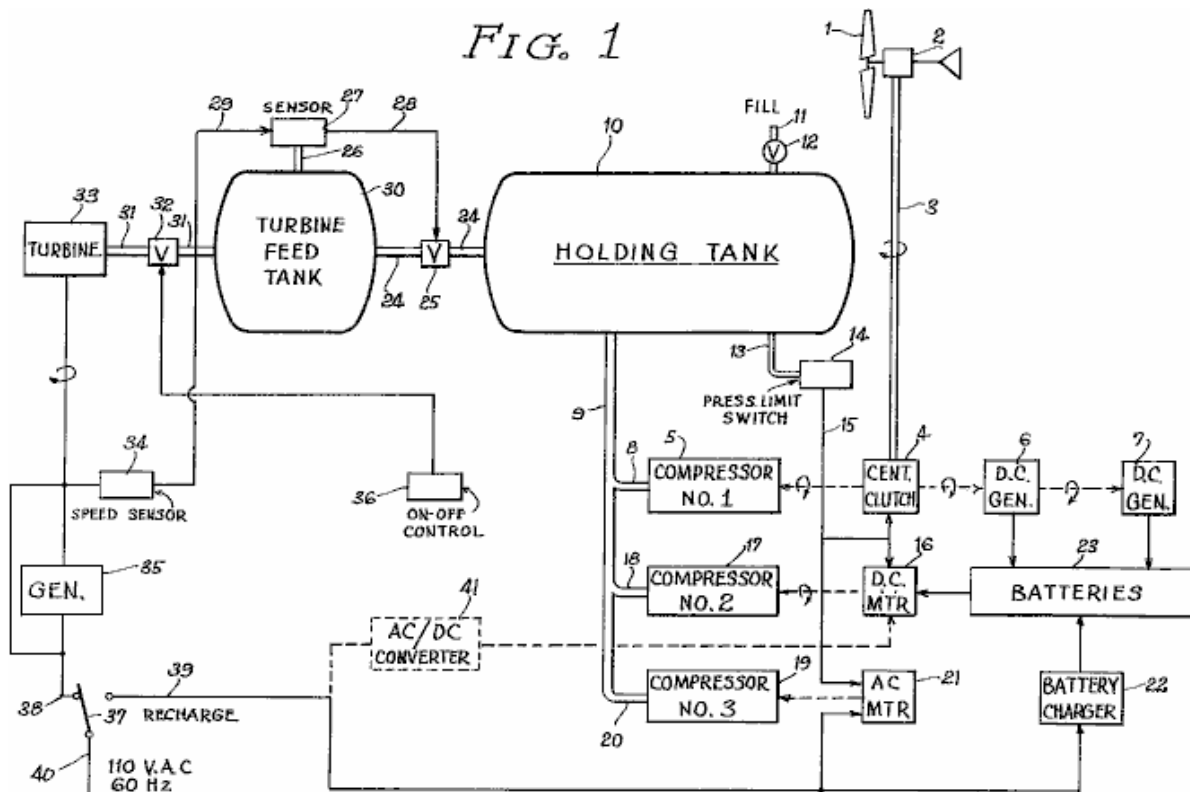 FIG. 1
1
2
29
SENSOR
27
28
FILL
11
12
V
10
26
30
3
33
TURBINE
31
32
V
31
TURBINE
FEED
TANK
24
24
V
25
HOLDING TANK
13
14
PRESS. LIMIT
SWITCH
9
15
34
SPEED SENSOR
36
ON-OFF
CONTROL
8
5
COMPRESSOR
NO. 1
4
CENT.
CLUTCH
6
D.C.
GEN.
7
D.C.
GEN.
35
GEN.
18
17
COMPRESSOR
NO. 2
16
D.C.
MTR
23
BATTERIES
41
AC/DC
CONVERTER
38
37
39
RECHARGE
19
COMPRESSOR
NO. 3
20
AC
MTR
21
BATTERY
CHARGER
22
40
110 V.A.C
60 HZ